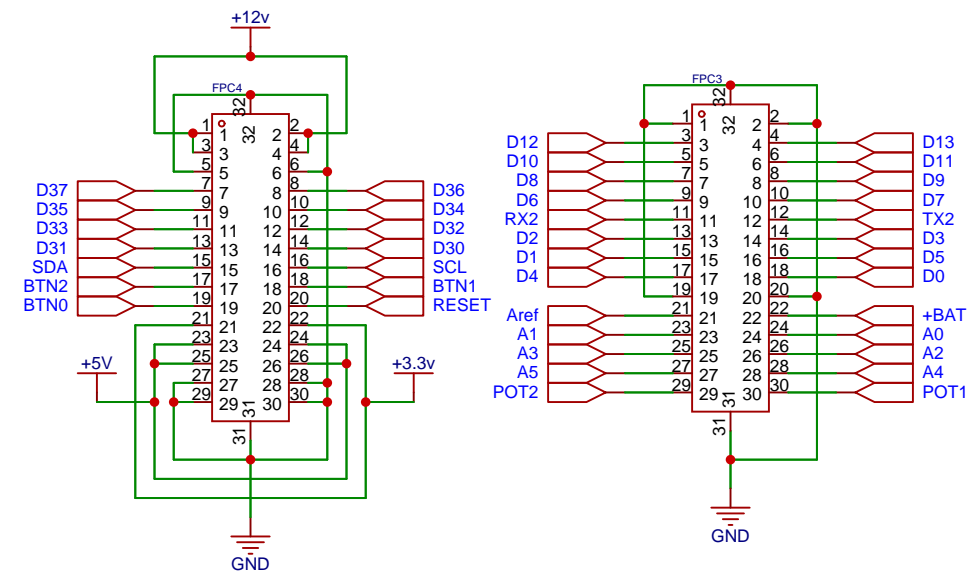 +12v
FPC4
32
32
1 1 2 2
3 3 4 4
5 5 6 6
D37 7 7 8 8 D36
D35 9 9 10 10 D34
D33 11 11 12 12 D32
D31 13 13 14 14 D30
SDA 15 15 16 16 SCL
BTN2 17 17 18 18 BTN1
BTN0 19 19 20 20 RESET
21 21 22 22
23 23 24 24
+5V 25 25 26 26 +3.3v
27 27 28 28
29 29 30 30
31
31
GND
FPC3
32
32
1 1 2 2
D12 3 3 4 4 D13
D10 5 5 6 6 D11
D8 7 7 8 8 D9
D6 9 9 10 10 D7
RX2 11 11 12 12 TX2
D2 13 13 14 14 D3
D1 15 15 16 16 D5
D4 17 17 18 18 D0
19 19 20 20
Aref 21 21 22 22 +BAT
A1 23 23 24 24 A0
A3 25 25 26 26 A2
A5 27 27 28 28 A4
POT2 29 29 30 30 POT1
31
31
GND